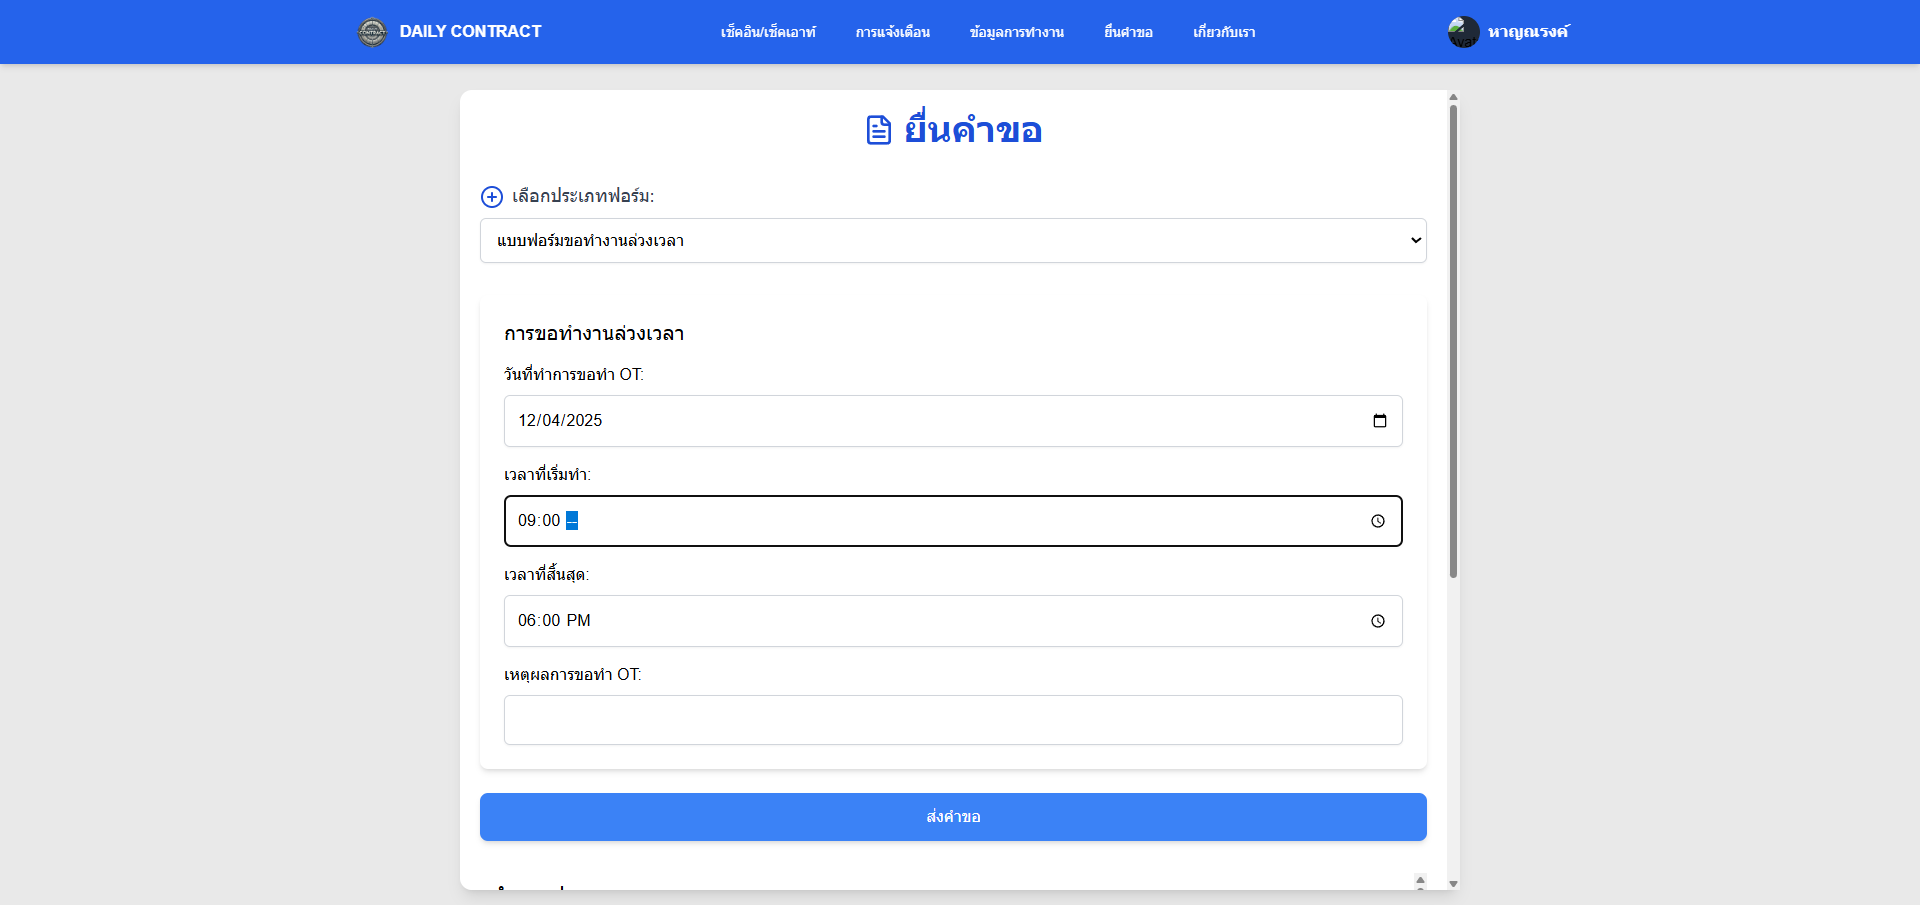 DAILY CONTRACT
เช็คอิน/เช็คเอาท์
การแจ้งเตือน
ข้อมูลการทำงาน
ยื่นคำขอ
เกี่ยวกับเรา
หาญณรงค์
ยื่นคำขอ
เลือกประเภทฟอร์ม:
แบบฟอร์มขอทำงานล่วงเวลา
การขอทำงานล่วงเวลา
วันที่ทำการขอทำ OT:
12/04/2025
เวลาที่เริ่มทำ:
09:00 --
เวลาที่สิ้นสุด:
06:00 PM
เหตุผลการขอทำ OT:
ส่งคำขอ